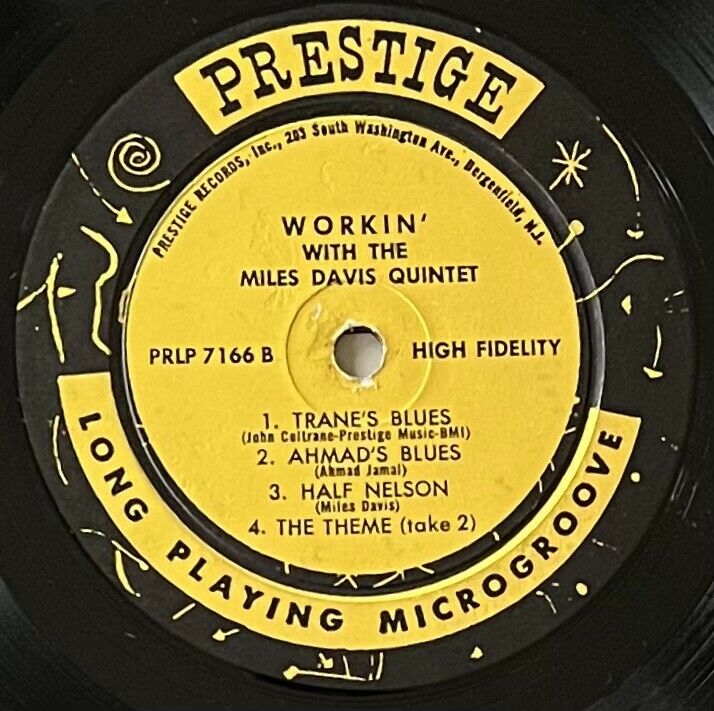 PRESTIGE
PRESTIGE RECORDS, Inc., 203 South Washington Ave., Bergenfield, N.J.
WORKIN'
WITH THE
MILES DAVIS QUINTET
PRLP 7166 B
HIGH FIDELITY
1. TRANE'S BLUES
(John Coltrane-Prestige Music-BMI)
2. AHMAD'S BLUES
(Ahmad Jamal)
3. HALF NELSON
(Miles Davis)
4. THE THEME (take 2)
LONG PLAYING MICROGROOVE